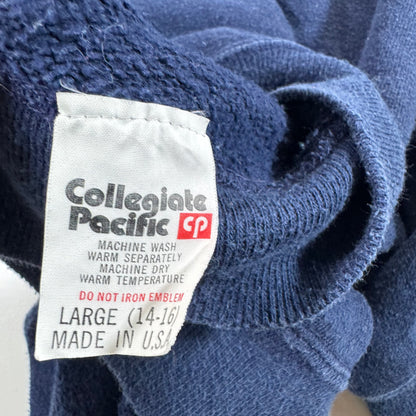 Collegiate
Pacific cp
MACHINE WASH
WARM SEPARATELY
MACHINE DRY
WARM TEMPERATURE
DO NOT IRON EMBLEM
LARGE (14-16)
MADE IN U.S.A.